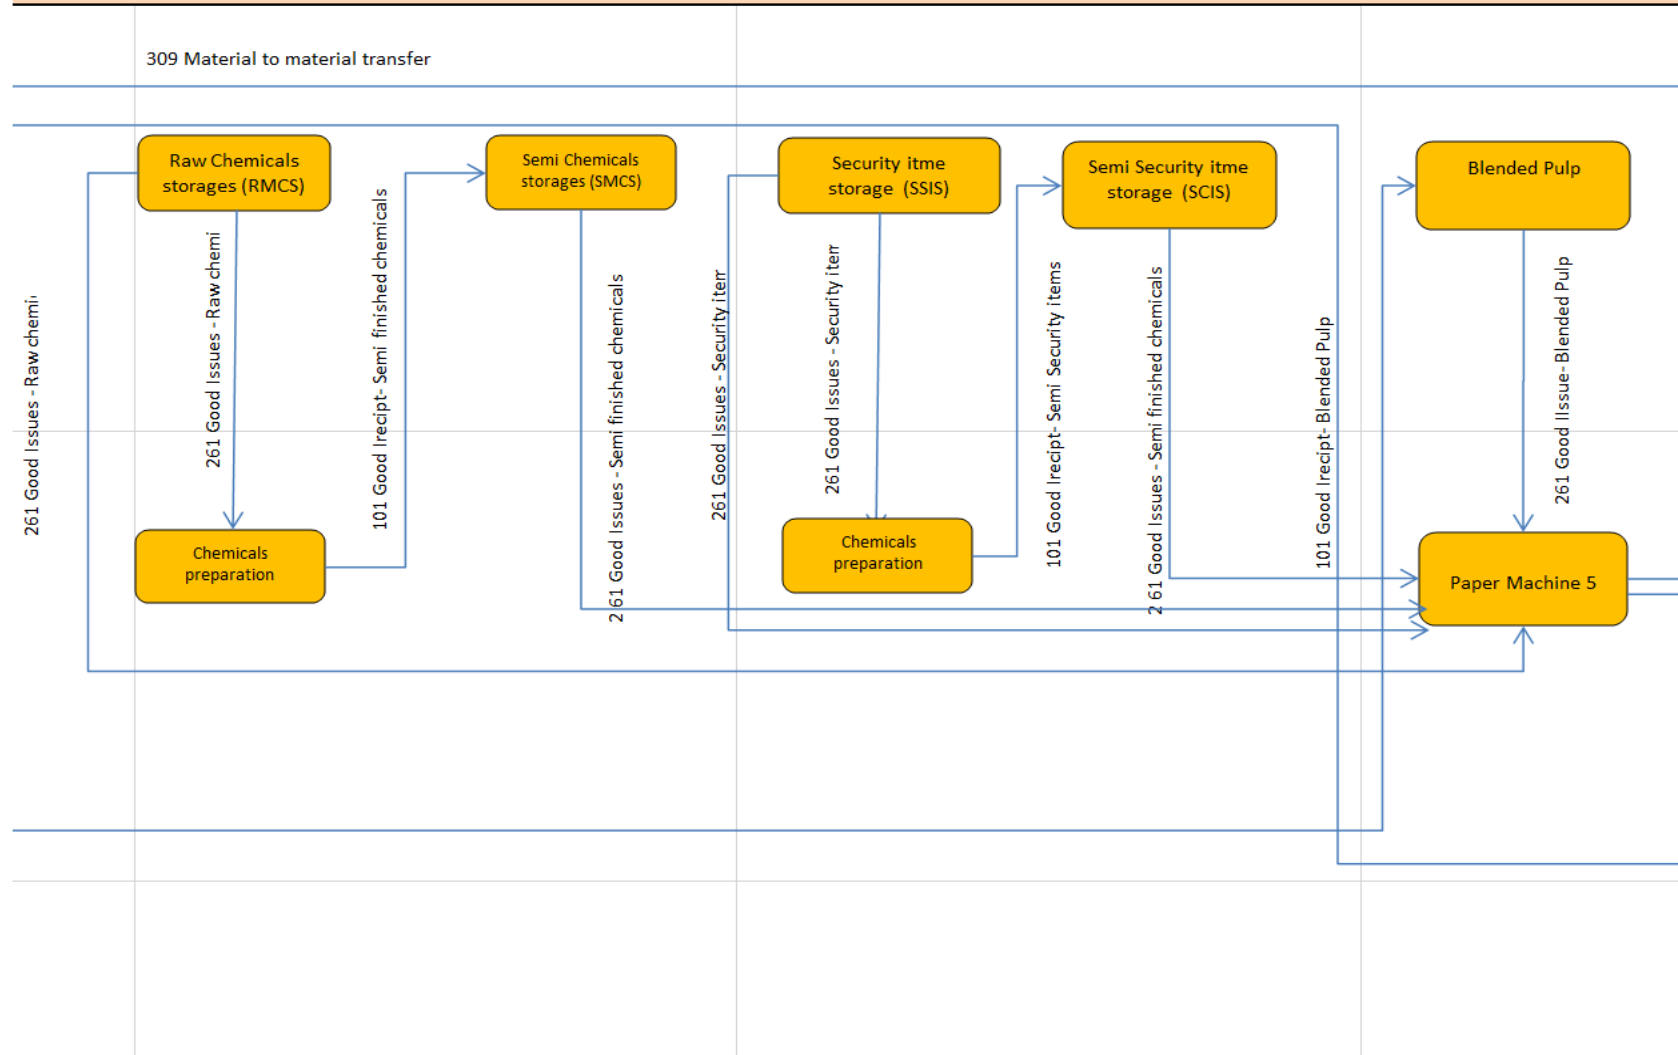 309 Material to material transfer
Raw Chemicals
storages (RMCS)
Semi Chemicals
storages (SMCS)
Security itme
storage (SSIS)
Semi Security itme
storage (SCIS)
Blended Pulp
261 Good Issues - Raw chemi
261 Good Issues - Raw chemi
101 Good Irecipt- Semi finished chemicals
2 61 Good Issues - Semi finished chemicals
261 Good Issues - Security iter
261 Good Issues - Security iter
101 Good Irecipt- Semi Security items
2 61 Good Issues - Semi finished chemicals
101 Good Irecipt- Blended Pulp
261 Good IIssue- Blended Pulp
Chemicals
preparation
Chemicals
preparation
Paper Machine 5